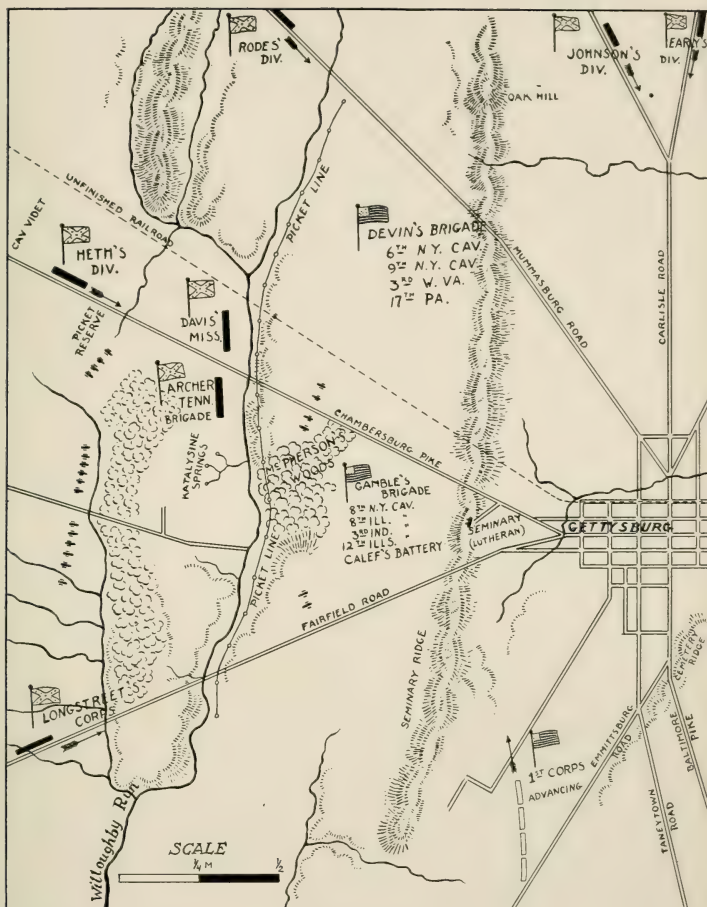 RODES'
DIV.
JOHNSON'S
DIV.
EARLY'S
DIV.
OAK HILL
UNFINISHED RAILROAD
PICKET LINE
CAV VIDET
HETH'S
DIV.
DEVIN'S BRIGADE
6TH N.Y. CAV.
9TH N.Y. CAV.
3RD W. VA.
17TH PA.
MUMMASBURG ROAD
CARLISLE ROAD
PICKET
RESERVE
DAVIS'
MISS.
ARCHER
TENN.
BRIGADE
CHAMBERSBURG PIKE
KATALYSINE
SPRINGS
McPHERSON'S
WOODS
GAMBLE'S
BRIGADE
8TH N.Y. CAV.
8TH ILL. "
3RD IND. "
12TH ILLS. "
CALEF'S BATTERY
SEMINARY
(LUTHERAN)
GETTYSBURG
PICKET LINE
FAIRFIELD ROAD
SEMINARY RIDGE
CEMETERY
RIDGE
LONGSTREET
CORPS
1ST CORPS
ADVANCING
EMMITTSBURG
ROAD
BALTIMORE
PIKE
TANEYTOWN
ROAD
Willoughby Run
SCALE
¼ M ½